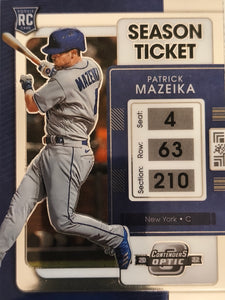 RC
SEASON
TICKET
PATRICK
MAZEIKA
MAZEIKA
Seat:
4
Row:
63
Section:
210
New York • C
CONTENDERS
OPTIC